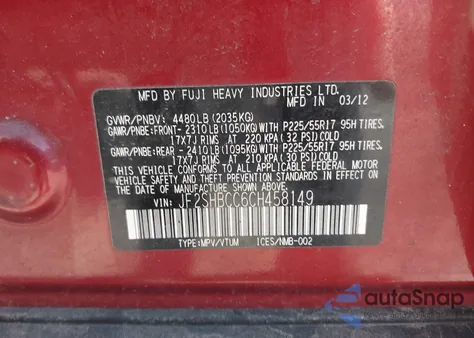 MFD BY FUJI HEAVY INDUSTRIES LTD.
MFD IN 03/12
GVWR/PNBV: 4480LB(2035KG)
GAWR/PNBE:FRONT- 2310LB(1050KG)WITH P225/55R17 95H TIRES.
17X7J RIMS AT 220 KPA(32 PSI)COLD
GAWR/PNBE:REAR - 2410LB(1095KG)WITH P225/55R17 95H TIRES.
17X7J RIMS AT 210 KPA(30 PSI)COLD
THIS VEHICLE CONFORMS TO ALL APPLICABLE FEDERAL MOTOR
VEHICLE SAFETY STANDARDS IN EFFECT ON THE DATE OF
MANUFACTURE SHOWN ABOVE.
VIN: JF2SHBCC6CH458149
TYPE:MPV/VTUM ICES/NMB-002
autoSnap
Cars from Auctions